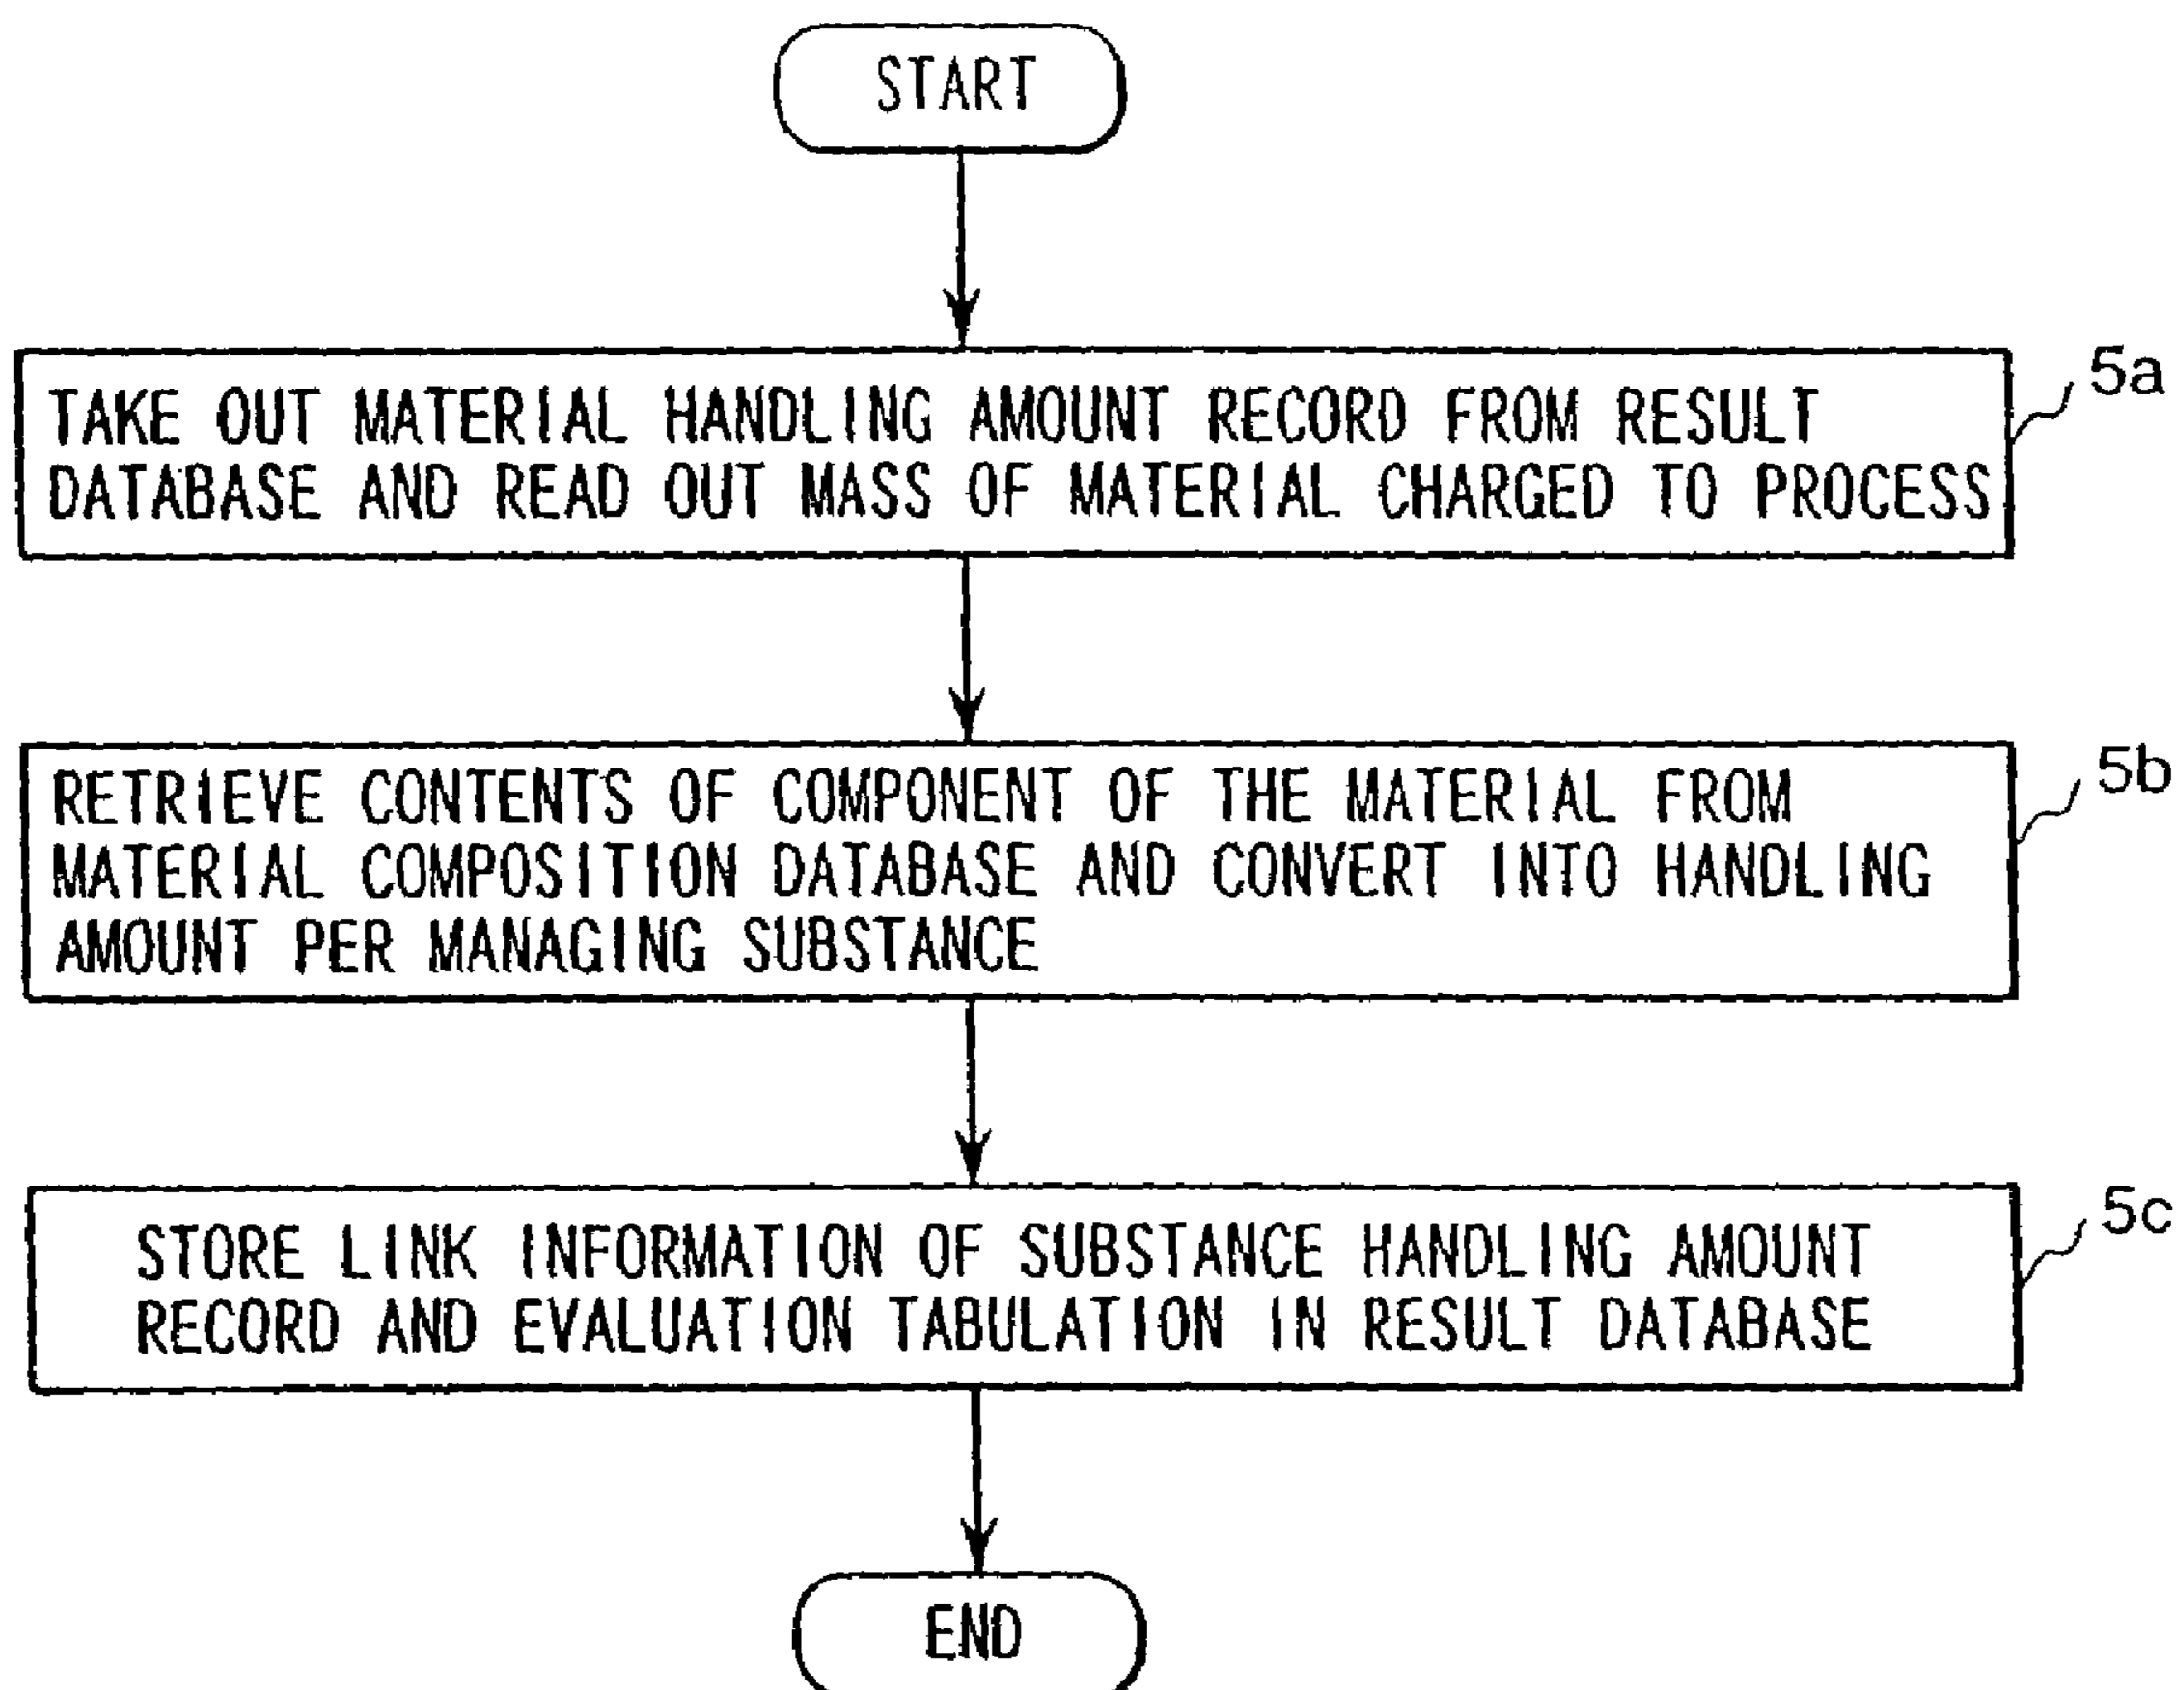 START
TAKE OUT MATERIAL HANDLING AMOUNT RECORD FROM RESULT
DATABASE AND READ OUT MASS OF MATERIAL CHARGED TO PROCESS
5a
RETRIEVE CONTENTS OF COMPONENT OF THE MATERIAL FROM
MATERIAL COMPOSITION DATABASE AND CONVERT INTO HANDLING
AMOUNT PER MANAGING SUBSTANCE
5b
STORE LINK INFORMATION OF SUBSTANCE HANDLING AMOUNT
RECORD AND EVALUATION TABULATION IN RESULT DATABASE
5c
END